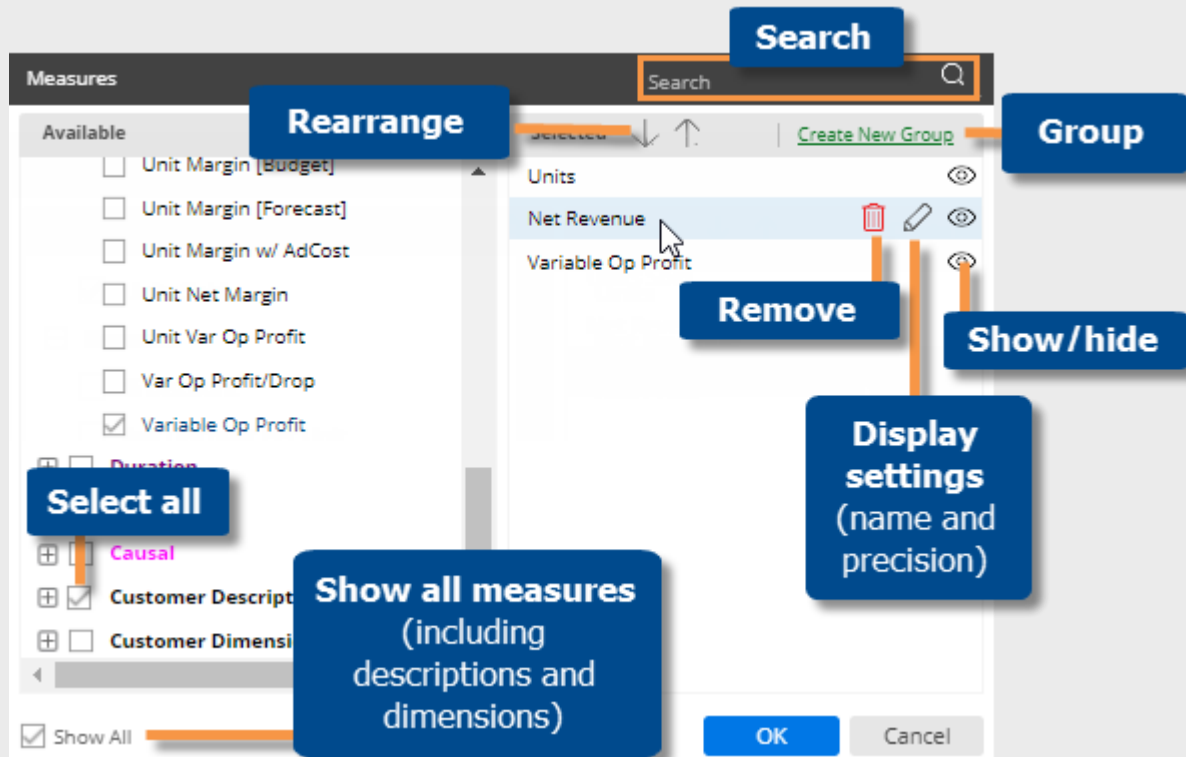 Search
Measures
Search
Rearrange
Available
Selected
Create New Group
Group
Unit Margin [Budget]
Units
Unit Margin [Forecast]
Net Revenue
Unit Margin w/ AdCost
Variable Op Profit
Unit Net Margin
Remove
Show/hide
Unit Var Op Profit
Var Op Profit/Drop
Variable Op Profit
Display
settings
(name and
precision)
Duration
Select all
Causal
Customer Descript
Customer Dimensi
Show all measures
(including
descriptions and
dimensions)
Show All
OK
Cancel